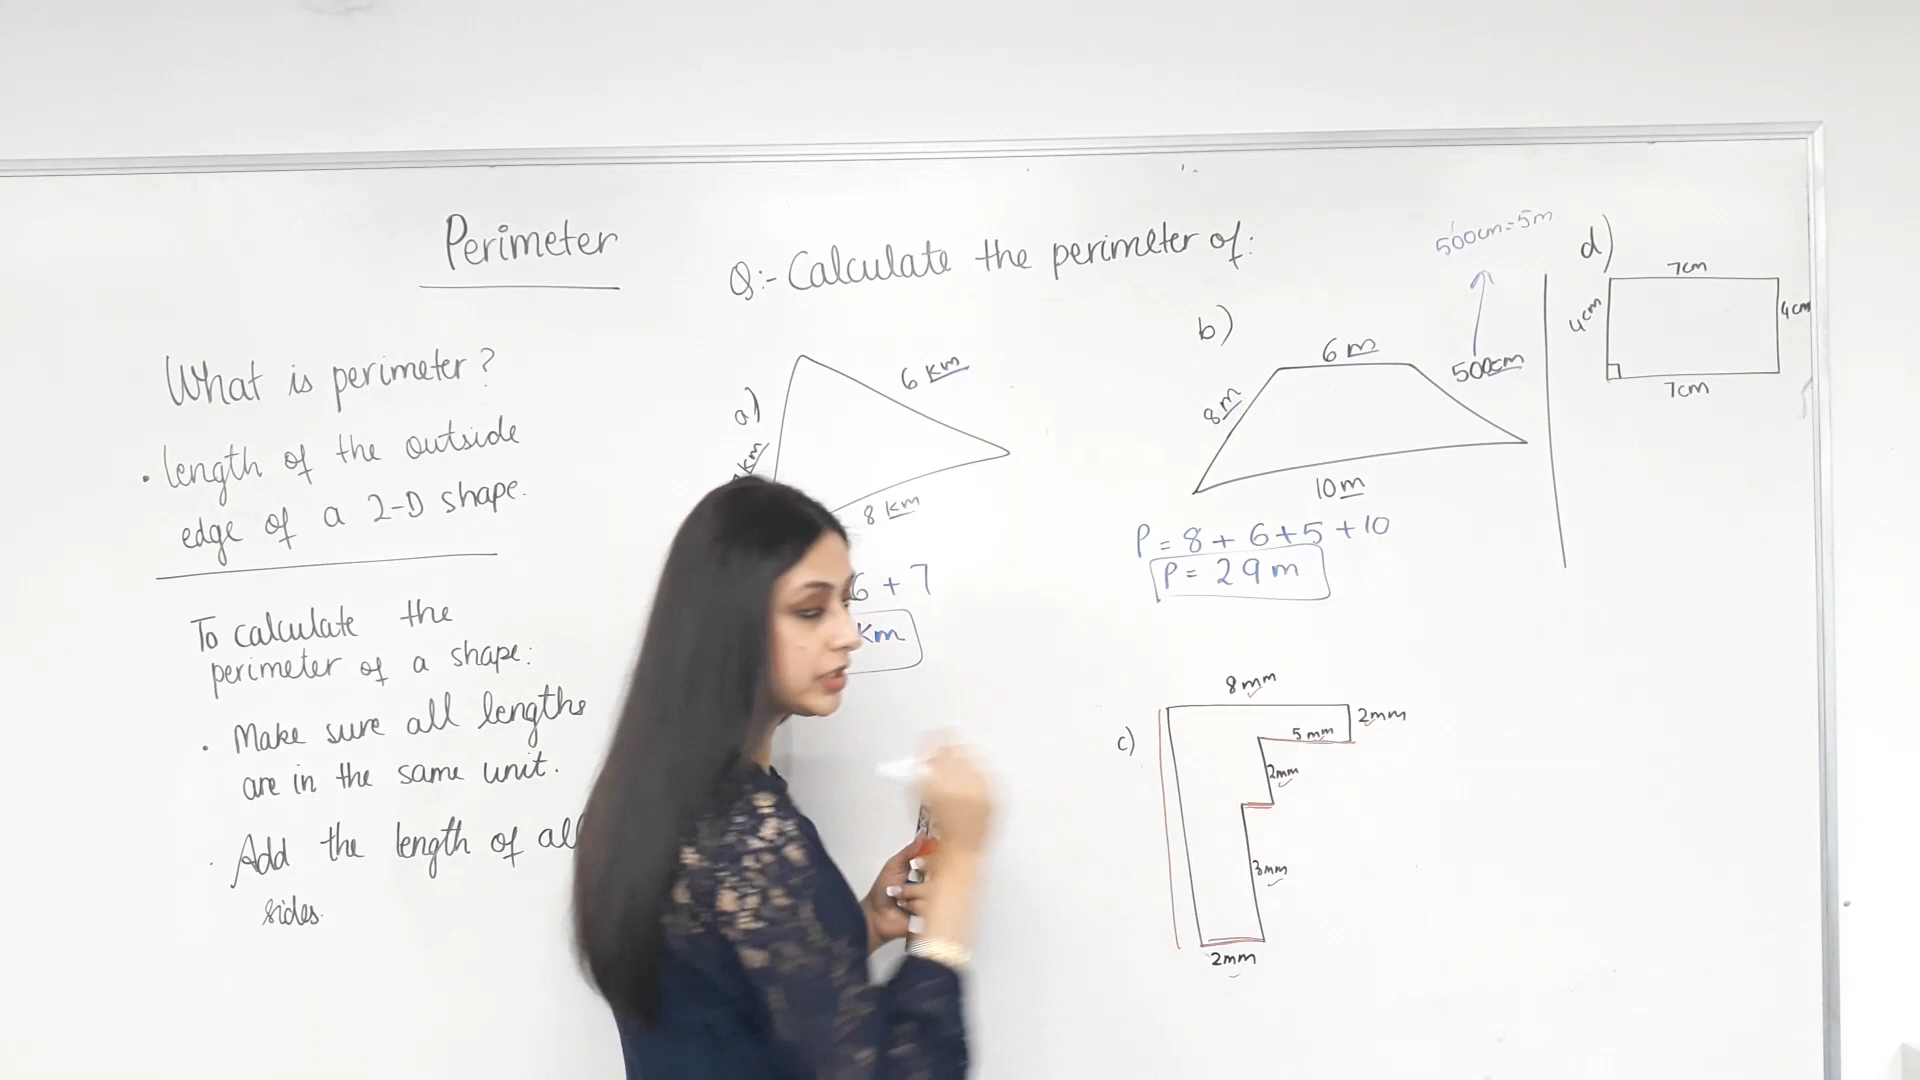 Perimeter
What is perimeter?
• length of the outside
edge of a 2-D shape.
To calculate the
perimeter of a shape:
• Make sure all lengths
are in the same unit.
• Add the length of all
sides.
Q:- Calculate the perimeter of:
a)
6 km
km
8 km
6 + 7
km
b)
500cm = 5m
6 m
500cm
8 m
10 m
P = 8 + 6 + 5 + 10
P = 29 m
c)
8mm
2mm
5 mm
2mm
3mm
2mm
d)
7cm
4cm
4cm
7cm